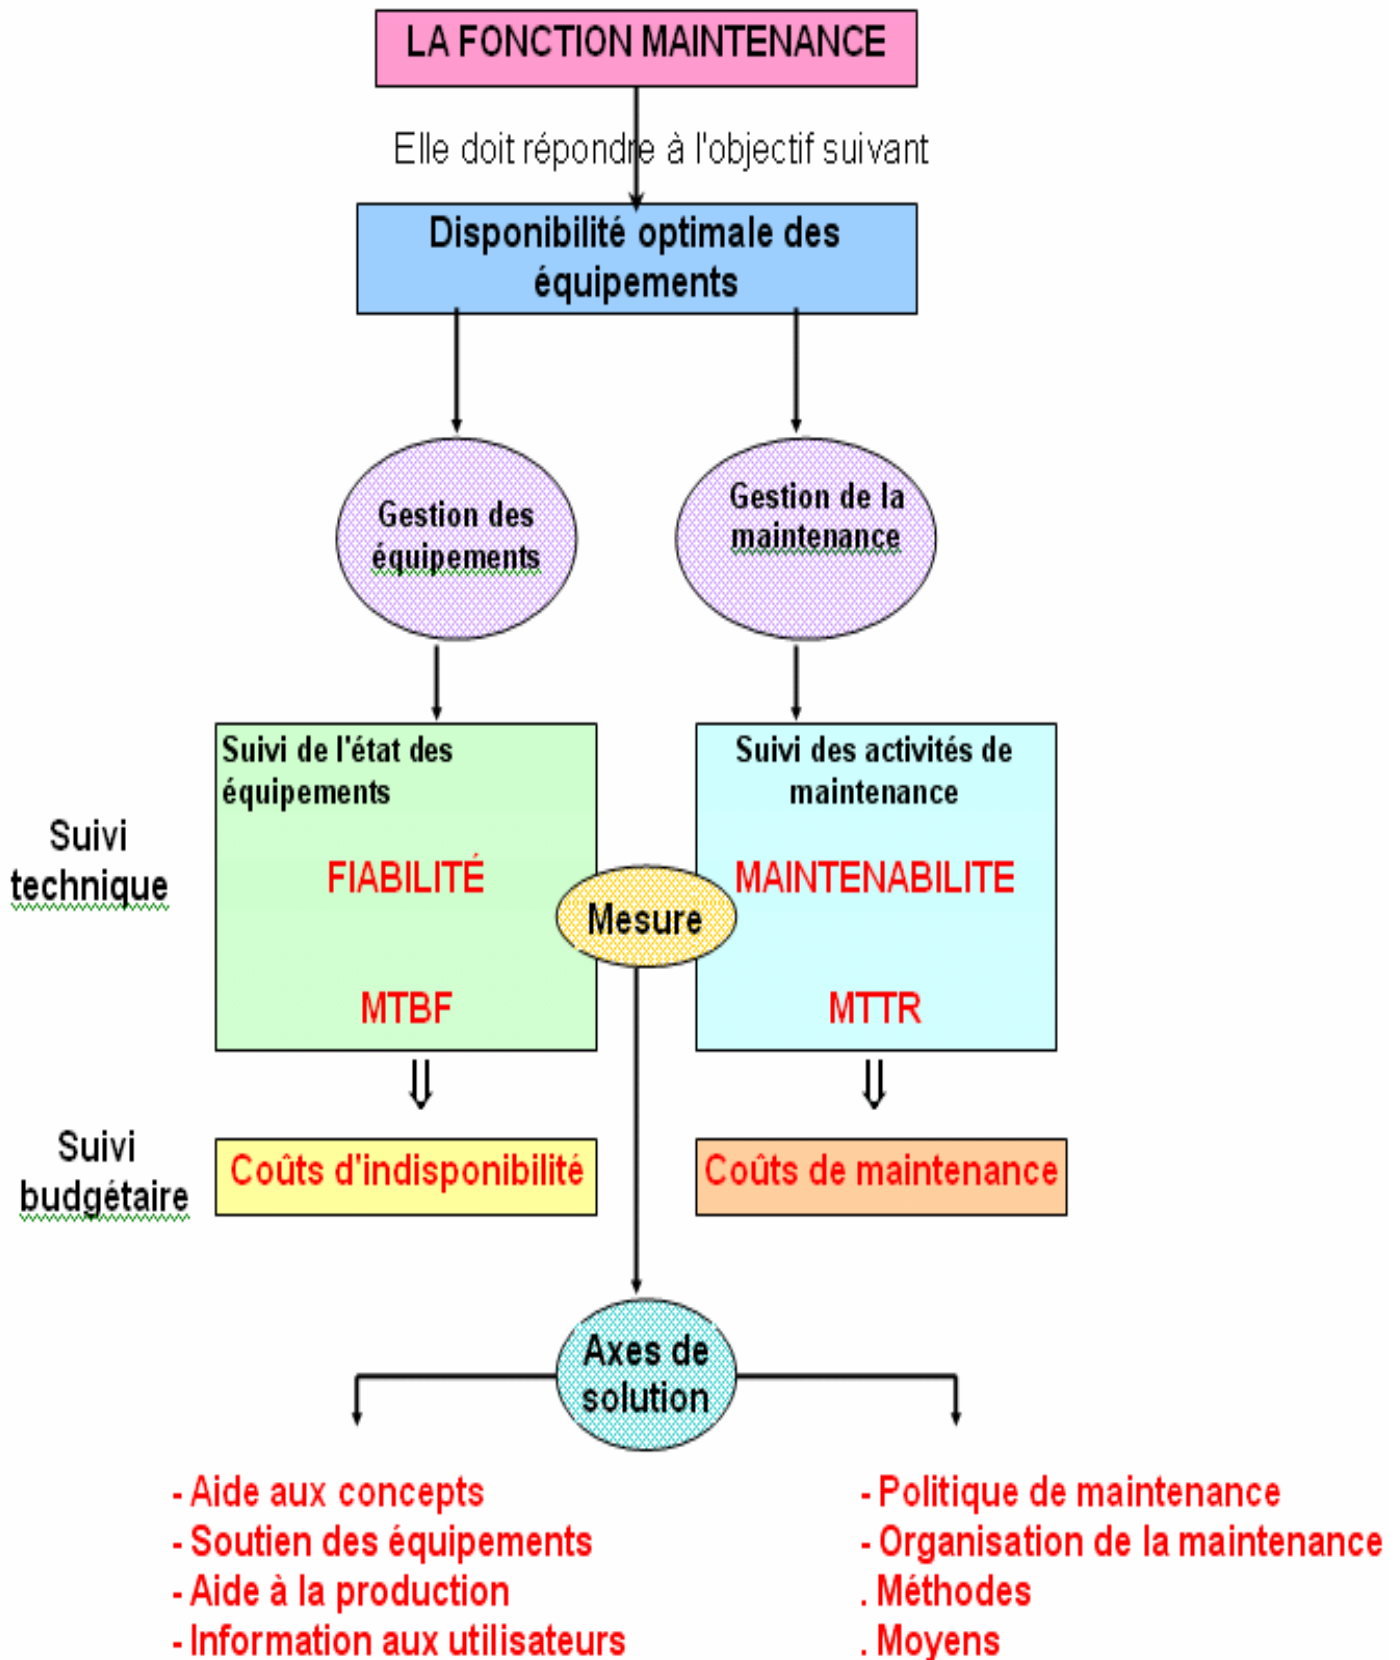 LA FONCTION MAINTENANCE
Elle doit répondre à l'objectif suivant
Disponibilité optimale des
équipements
Gestion des
équipements
Gestion de la
maintenance
Suivi
technique
Suivi de l'état des
équipements
FIABILITÉ
MTBF
Mesure
Suivi des activités de
maintenance
MAINTENABILITE
MTTR
Suivi
budgétaire
Coûts d'indisponibilité
Coûts de maintenance
Axes de
solution
- Aide aux concepts
- Soutien des équipements
- Aide à la production
- Information aux utilisateurs
- Politique de maintenance
- Organisation de la maintenance
. Méthodes
. Moyens